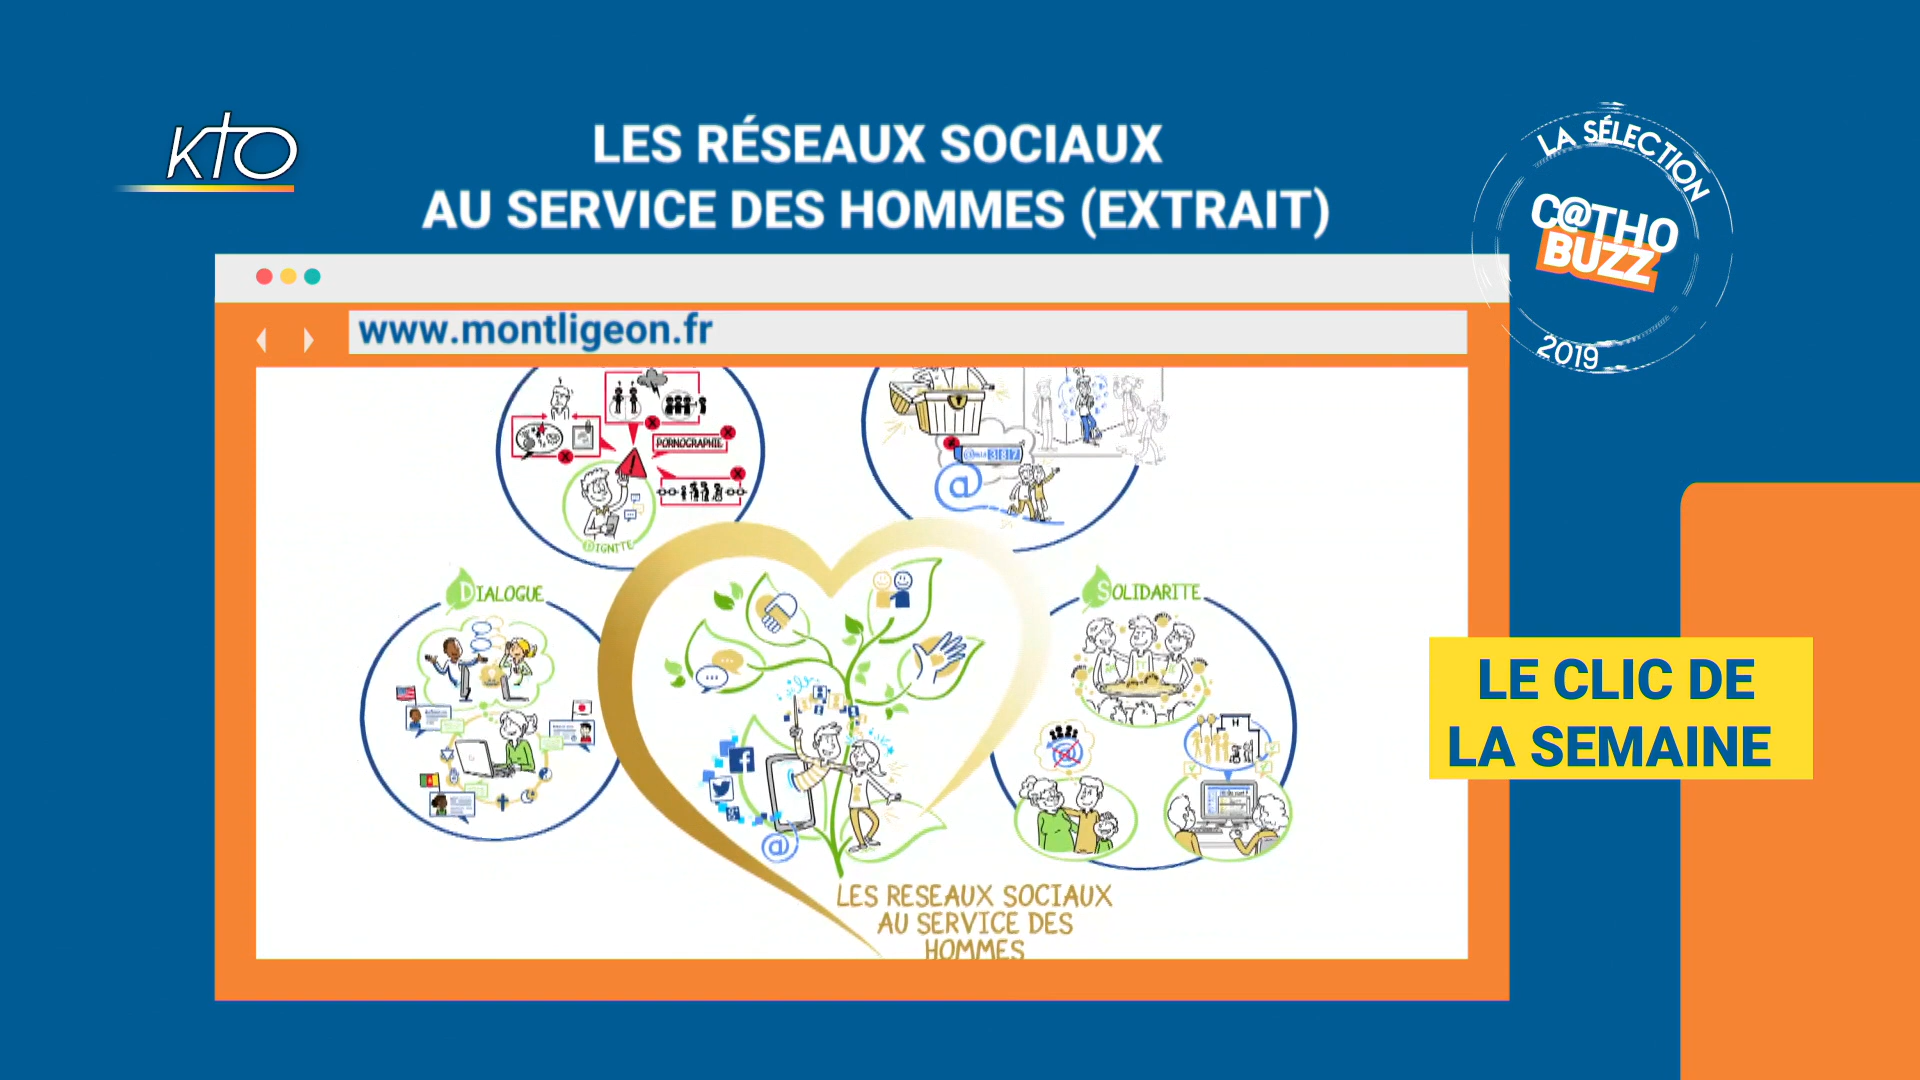 KTO
LES RÉSEAUX SOCIAUX
AU SERVICE DES HOMMES (EXTRAIT)
LA SÉLECTION
C@THO
BUZZ
2019
www.montligeon.fr
PORNOGRAPHIE
@
DIGNITE
DIALOGUE
SOLIDARITE
H
f
@
LE CLIC DE
LA SEMAINE
LES RESEAUX SOCIAUX
AU SERVICE DES
HOMMES